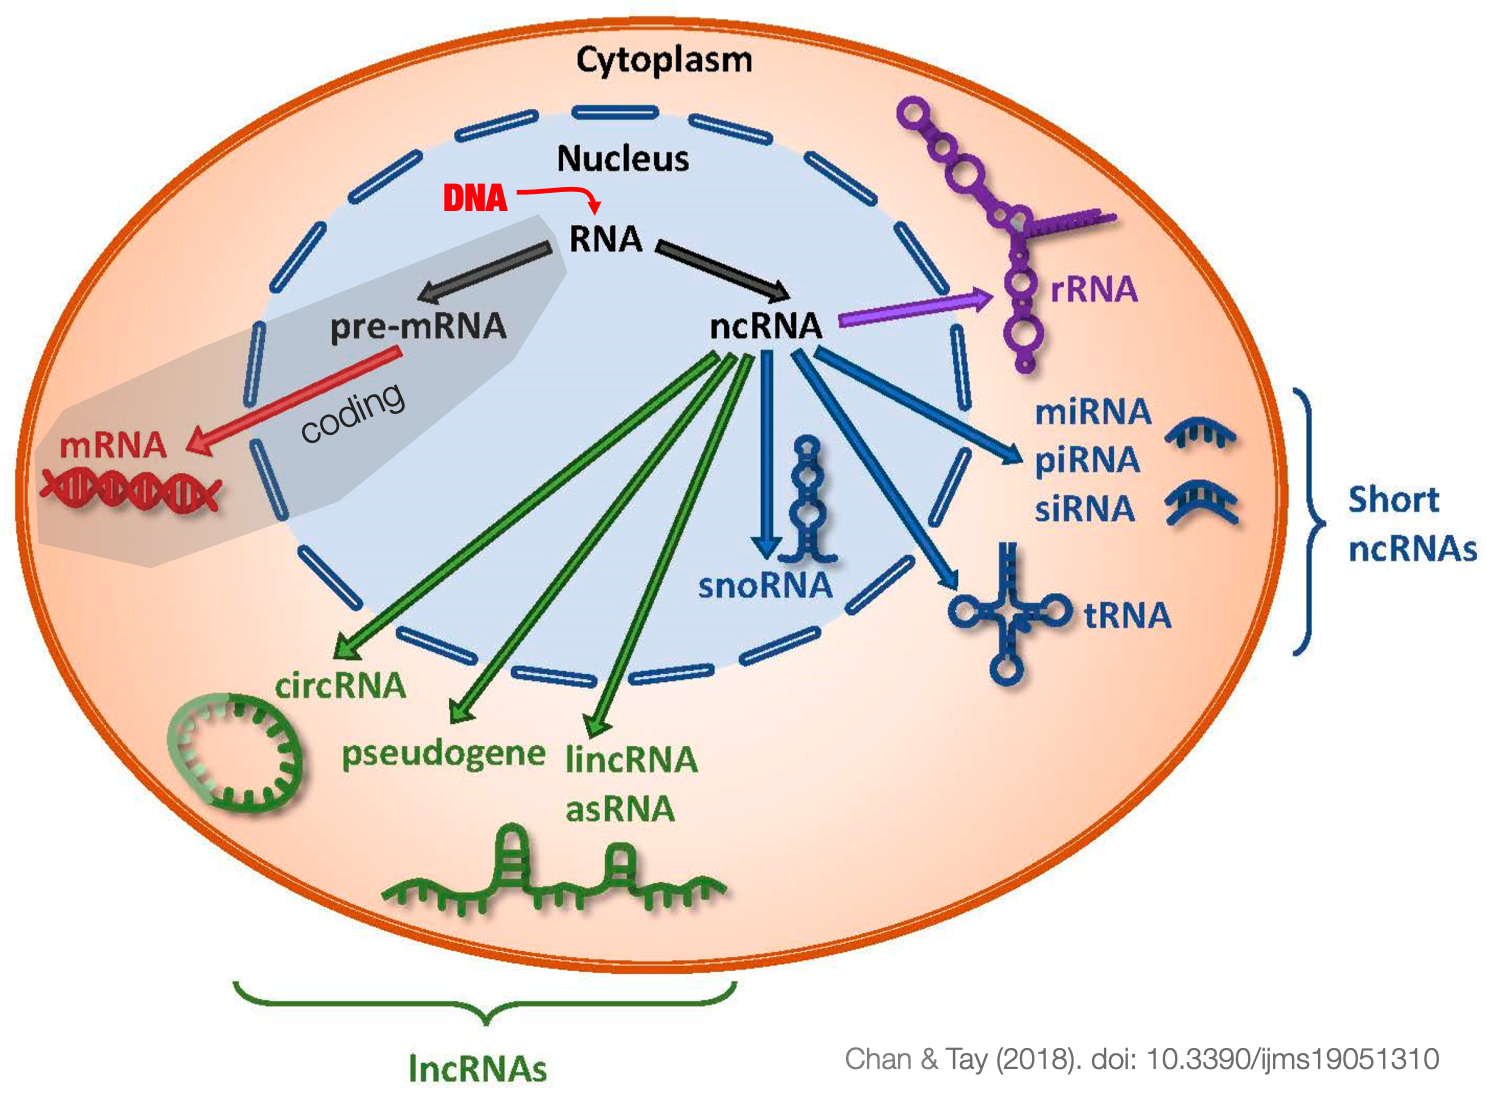 Cytoplasm
Nucleus
DNA
RNA
pre-mRNA
ncRNA
rRNA
coding
mRNA
miRNA
piRNA
siRNA
Short
ncRNAs
snoRNA
tRNA
circRNA
pseudogene
lincRNA
asRNA
lncRNAs
Chan & Tay (2018). doi: 10.3390/ijms19051310